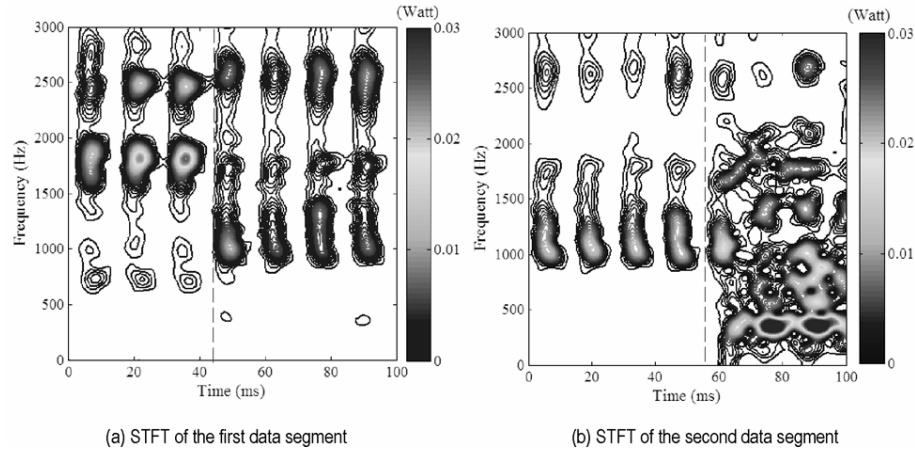 (Watt)
3000
2500
2000
1500
1000
500
0
Frequency (Hz)
0 20 40 60 80 100
Time (ms)
0.03
0.02
0.01
0
(a) STFT of the first data segment
(Watt)
3000
2500
2000
1500
1000
500
0
Frequency (Hz)
0 20 40 60 80 100
Time (ms)
0.03
0.02
0.01
0
(b) STFT of the second data segment